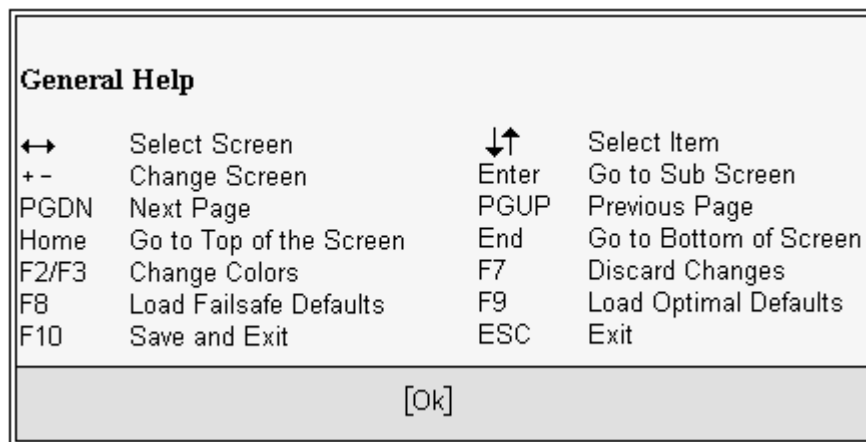 General Help
↔ Select Screen ↓↑ Select Item
+ - Change Screen Enter Go to Sub Screen
PGDN Next Page PGUP Previous Page
Home Go to Top of the Screen End Go to Bottom of Screen
F2/F3 Change Colors F7 Discard Changes
F8 Load Failsafe Defaults F9 Load Optimal Defaults
F10 Save and Exit ESC Exit
[Ok]